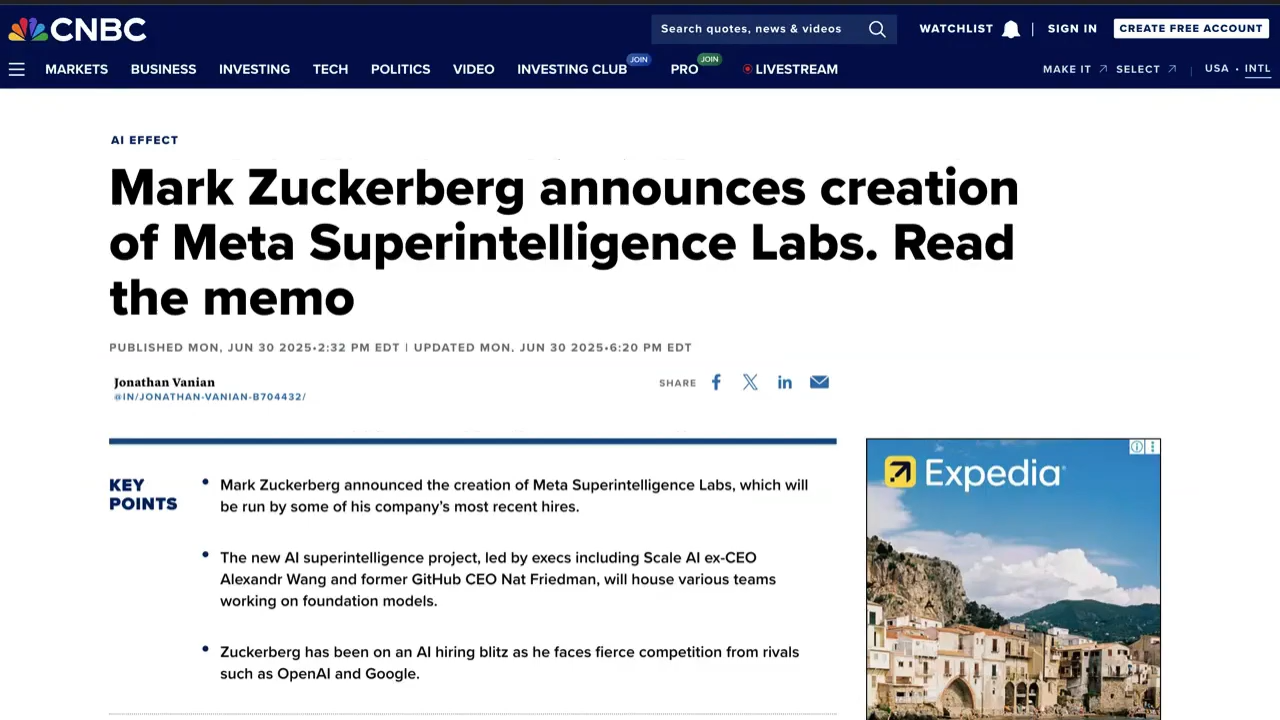 CNBC
Search quotes, news & videos
WATCHLIST
SIGN IN
CREATE FREE ACCOUNT
MARKETS
BUSINESS
INVESTING
TECH
POLITICS
VIDEO
INVESTING CLUB JOIN
PRO JOIN
LIVESTREAM
MAKE IT
SELECT
USA • INTL
AI EFFECT
Mark Zuckerberg announces creation
of Meta Superintelligence Labs. Read
the memo
PUBLISHED MON, JUN 30 2025•2:32 PM EDT | UPDATED MON, JUN 30 2025•6:20 PM EDT
Jonathan Vanian
@IN/JONATHAN-VANIAN-B704432/
SHARE
KEY
POINTS
• Mark Zuckerberg announced the creation of Meta Superintelligence Labs, which will
be run by some of his company's most recent hires.
• The new AI superintelligence project, led by execs including Scale AI ex-CEO
Alexandr Wang and former GitHub CEO Nat Friedman, will house various teams
working on foundation models.
• Zuckerberg has been on an AI hiring blitz as he faces fierce competition from rivals
such as OpenAI and Google.
Expedia